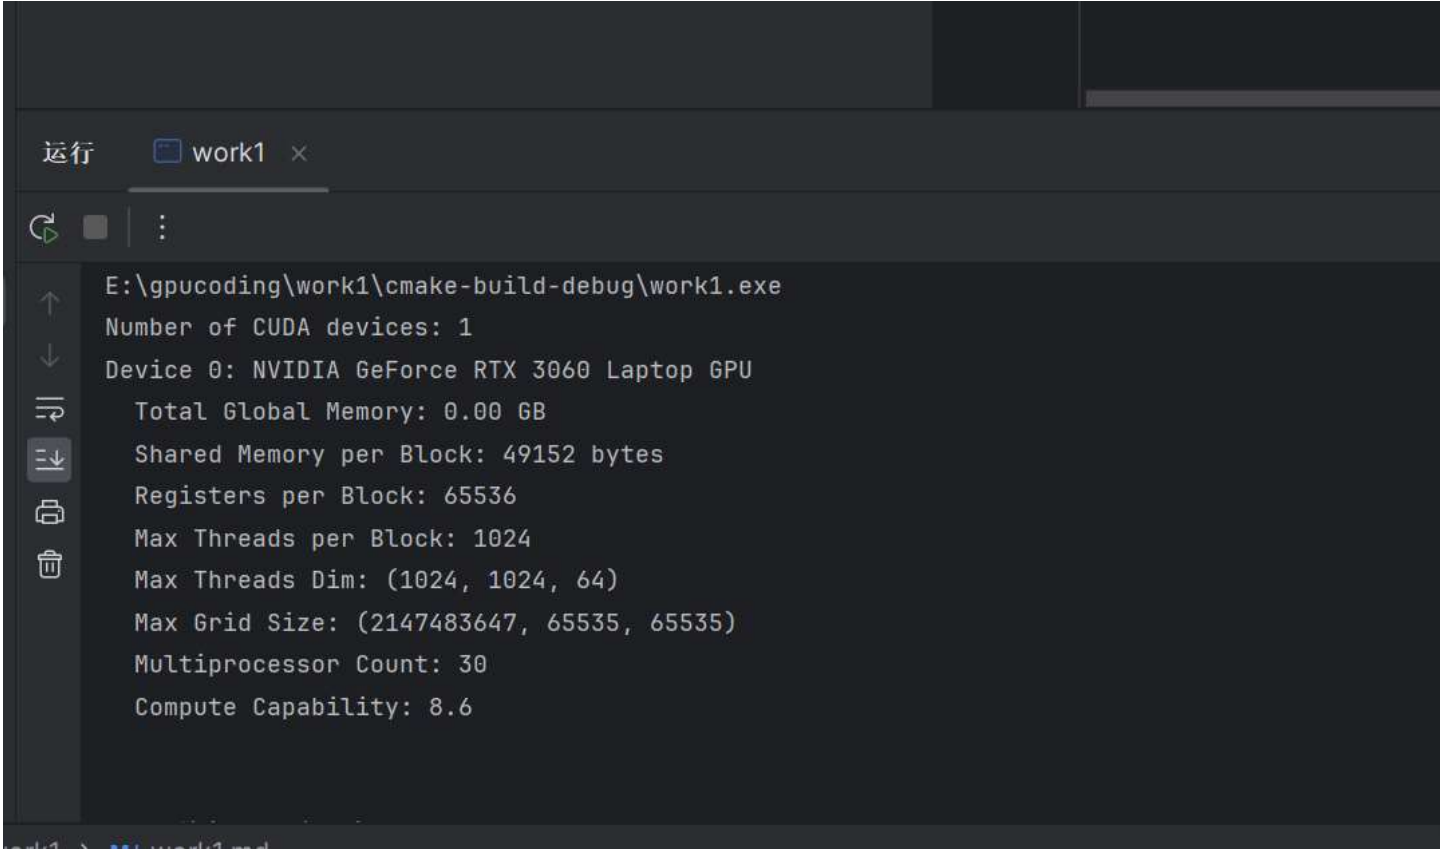 运行 work1
E:\gpucoding\work1\cmake-build-debug\work1.exe
Number of CUDA devices: 1
Device 0: NVIDIA GeForce RTX 3060 Laptop GPU
Total Global Memory: 0.00 GB
Shared Memory per Block: 49152 bytes
Registers per Block: 65536
Max Threads per Block: 1024
Max Threads Dim: (1024, 1024, 64)
Max Grid Size: (2147483647, 65535, 65535)
Multiprocessor Count: 30
Compute Capability: 8.6
work1.md